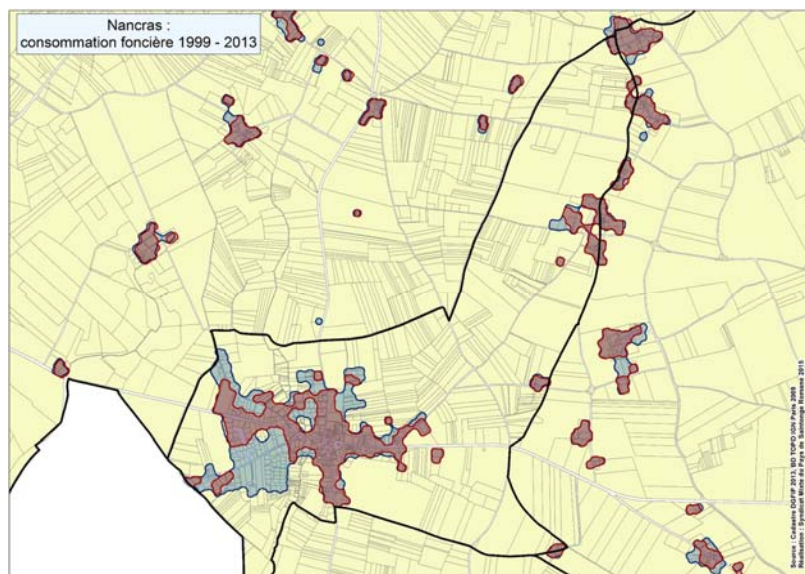 Nancras :
consommation foncière 1999 - 2013
Source : Cadastre DGFIP 2013, BD TOPO IGN Paris 2009
Réalisation : Syndicat Mixte du Pays de Saintonge Romane 2015